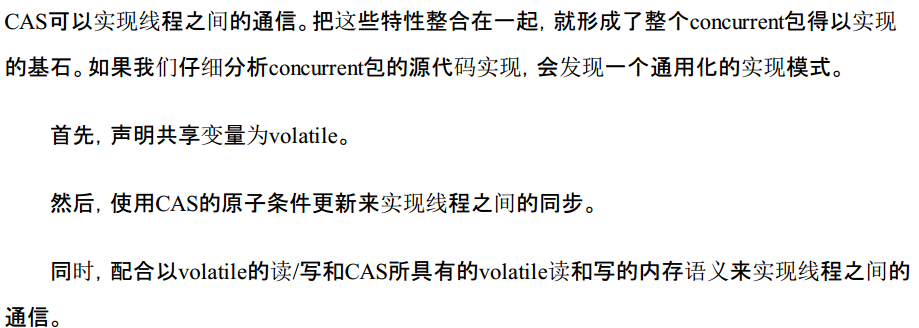 CAS可以实现线程之间的通信。把这些特性整合在一起，就形成了整个concurrent包得以实现
的基石。如果我们仔细分析concurrent包的源代码实现，会发现一个通用化的实现模式。
首先，声明共享变量为volatile。
然后，使用CAS的原子条件更新来实现线程之间的同步。
同时，配合以volatile的读/写和CAS所具有的volatile读和写的内存语义来实现线程之间的
通信。